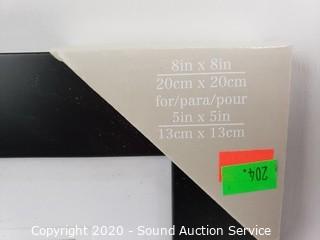 8in x 8in
20cm x 20cm
for/para/pour
5in x 5in
13cm x 13cm
204.
Copyright © 2020 - Sound Auction Service